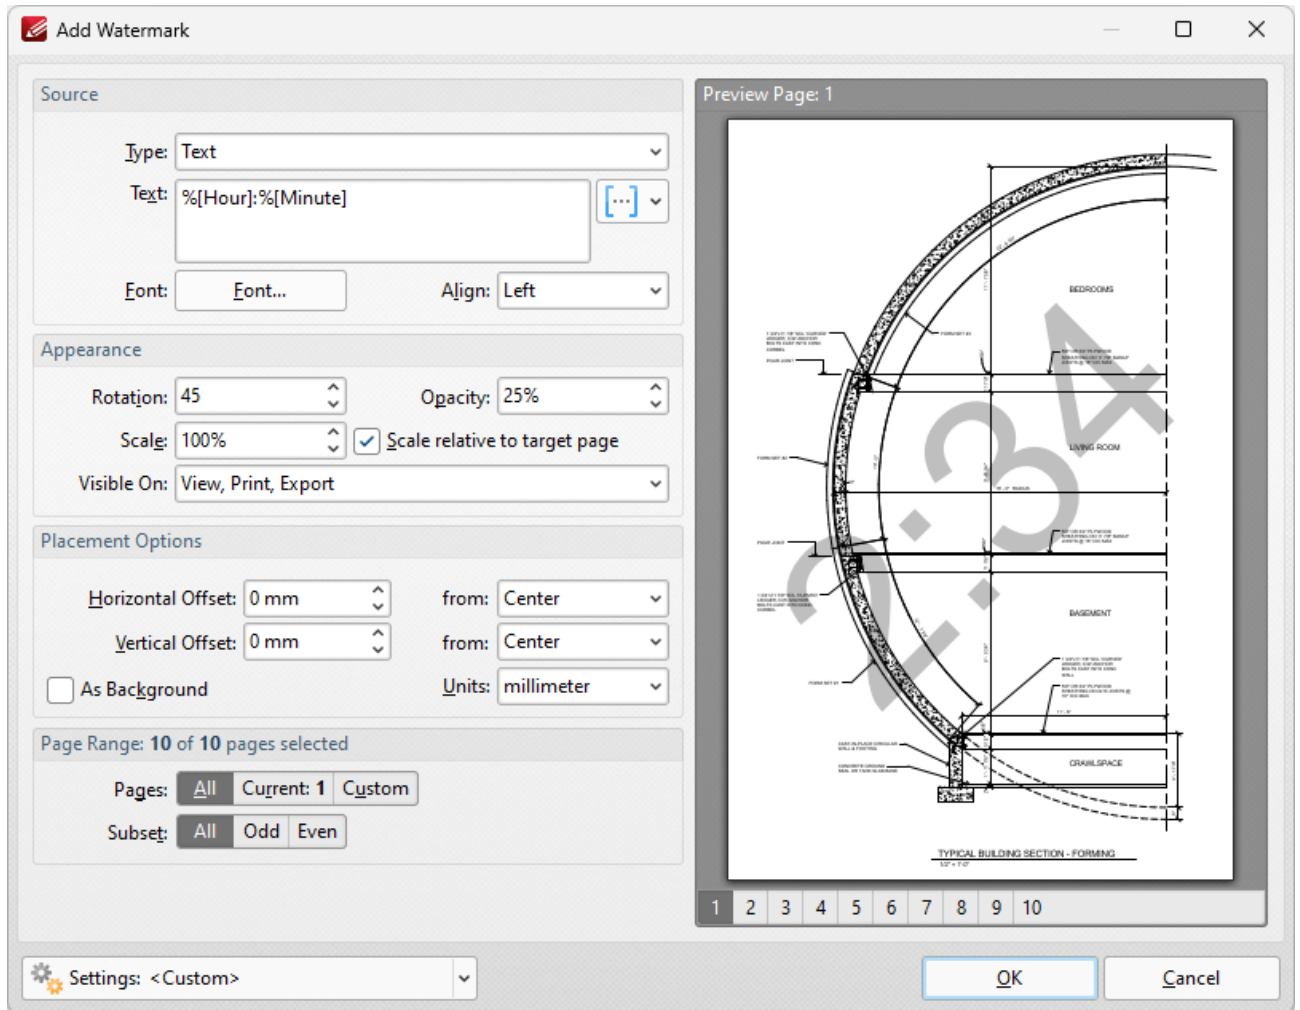 Add Watermark
Source
Type: Text
Text: %[Hour]:%[Minute]
Font: Font... Align: Left
Appearance
Rotation: 45 Opacity: 25%
Scale: 100% Scale relative to target page
Visible On: View, Print, Export
Placement Options
Horizontal Offset: 0 mm from: Center
Vertical Offset: 0 mm from: Center
As Background Units: millimeter
Page Range: 10 of 10 pages selected
Pages: All Current: 1 Custom
Subset: All Odd Even
Preview Page: 1
BEDROOMS
LIVING ROOM
BASEMENT
CRAWLSPACE
2:34
TYPICAL BUILDING SECTION - FORMING
1/2" = 1'-0"
1 2 3 4 5 6 7 8 9 10
Settings: <Custom>
OK Cancel